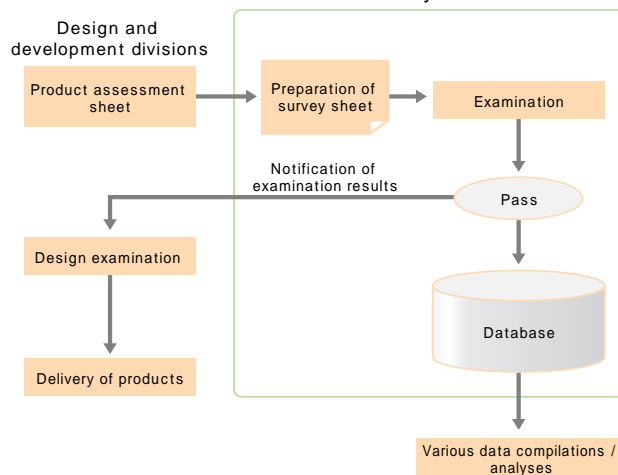 Design and
development divisions
Product assessment
sheet
Preparation of
survey sheet
Examination
Notification of
examination results
Pass
Design examination
Database
Delivery of products
Various data compilations /
analyses